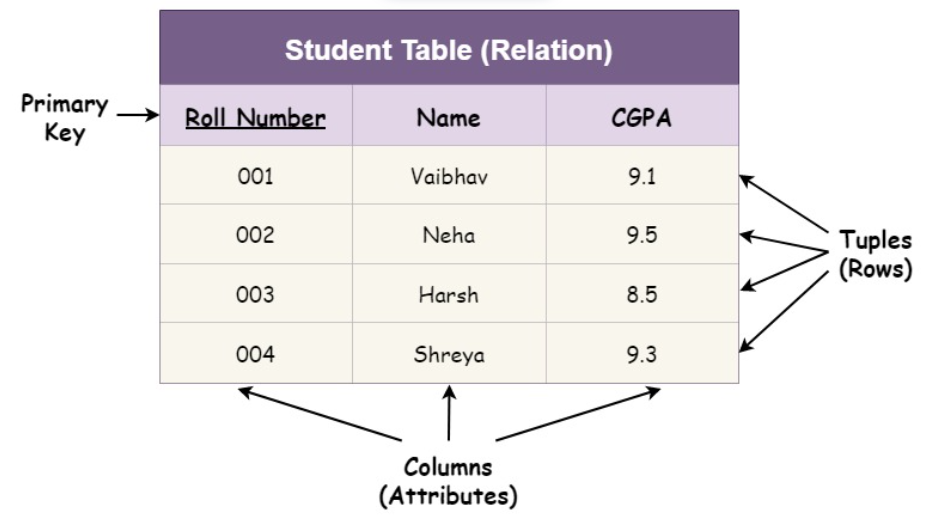 Student Table (Relation)
Primary
Key
Roll Number Name CGPA
001 Vaibhav 9.1
002 Neha 9.5
003 Harsh 8.5
004 Shreya 9.3
Tuples
(Rows)
Columns
(Attributes)